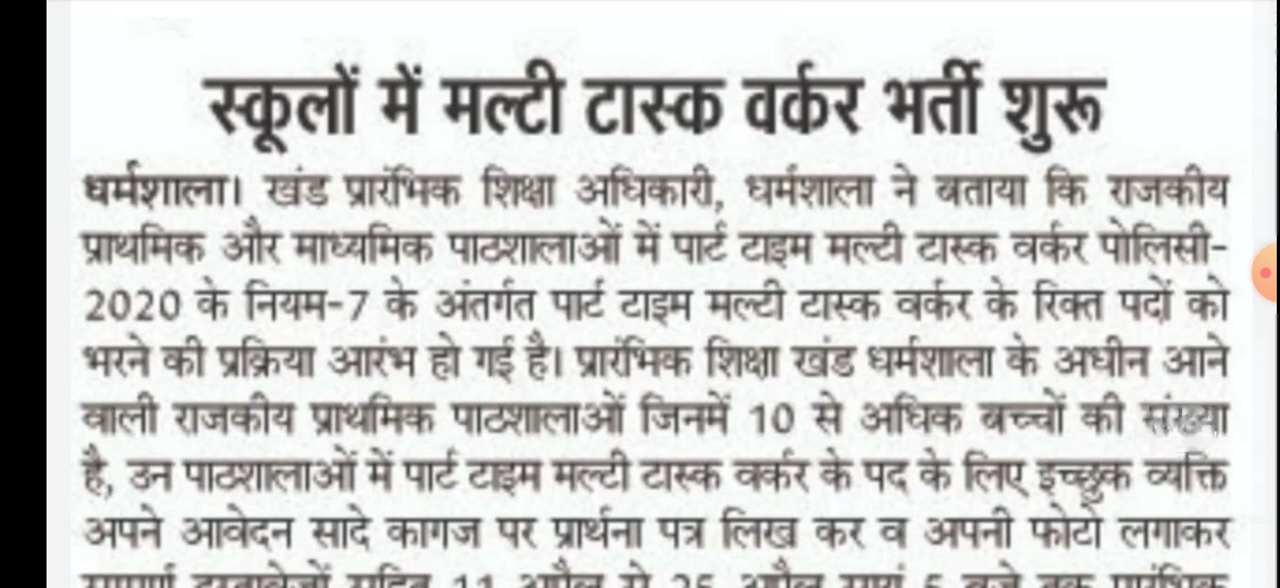 स्कूलों में मल्टी टास्क वर्कर भर्ती शुरू
धर्मशाला। खंड प्रारंभिक शिक्षा अधिकारी, धर्मशाला ने बताया कि राजकीय
प्राथमिक और माध्यमिक पाठशालाओं में पार्ट टाइम मल्टी टास्क वर्कर पोलिसी-
2020 के नियम-7 के अंतर्गत पार्ट टाइम मल्टी टास्क वर्कर के रिक्त पदों को
भरने की प्रक्रिया आरंभ हो गई है। प्रारंभिक शिक्षा खंड धर्मशाला के अधीन आने
वाली राजकीय प्राथमिक पाठशालाओं जिनमें 10 से अधिक बच्चों की संख्या
है, उन पाठशालाओं में पार्ट टाइम मल्टी टास्क वर्कर के पद के लिए इच्छुक व्यक्ति
अपने आवेदन सादे कागज पर प्रार्थना पत्र लिख कर व अपनी फोटो लगाकर